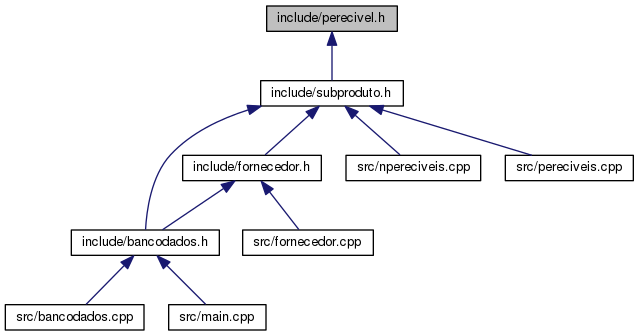 include/perecivel.h
include/subproduto.h
include/fornecedor.h
src/npereciveis.cpp
src/pereciveis.cpp
include/bancodados.h
src/fornecedor.cpp
src/bancodados.cpp
src/main.cpp